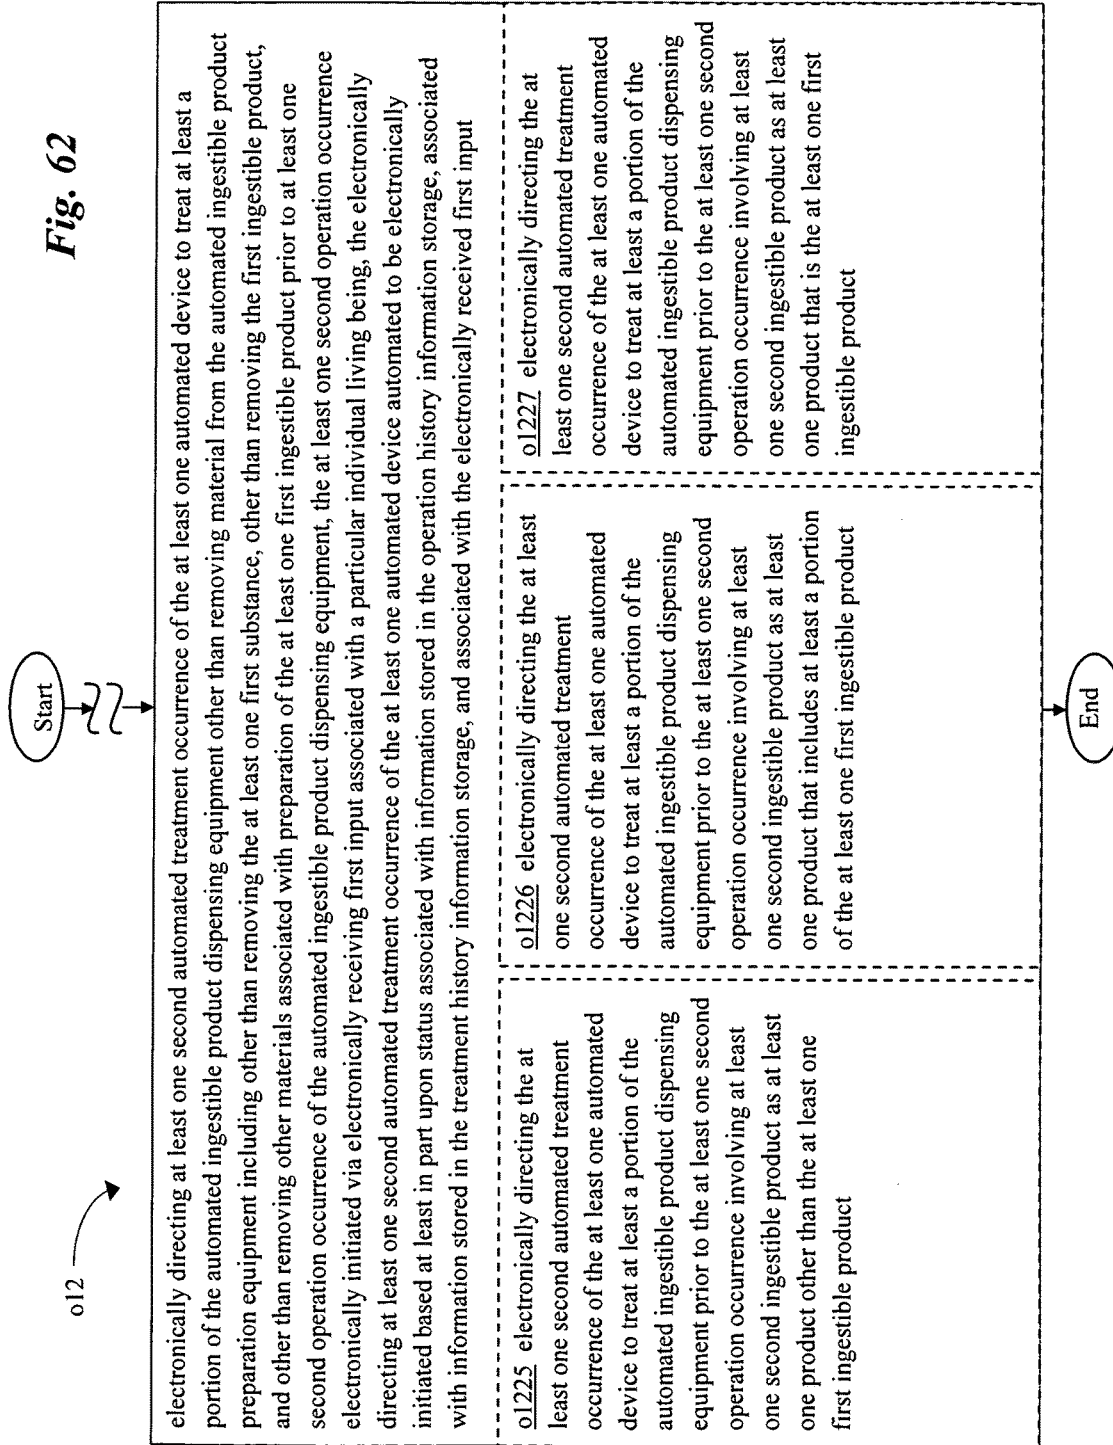 Fig. 62
o12
Start
electronically directing at least one second automated treatment occurrence of the at least one automated device to treat at least a
portion of the automated ingestible product dispensing equipment other than removing material from the automated ingestible product
preparation equipment including other than removing the at least one first substance, other than removing the first ingestible product,
and other than removing other materials associated with preparation of the at least one first ingestible product prior to at least one
second operation occurrence of the automated ingestible product dispensing equipment, the at least one second operation occurrence
electronically initiated via electronically receiving first input associated with a particular individual living being, the electronically
directing at least one second automated treatment occurrence of the at least one automated device automated to be electronically
initiated based at least in part upon status associated with information stored in the operation history information storage, associated
with information stored in the treatment history information storage, and associated with the electronically received first input
o1225 electronically directing the at
least one second automated treatment
occurrence of the at least one automated
device to treat at least a portion of the
automated ingestible product dispensing
equipment prior to the at least one second
operation occurrence involving at least
one second ingestible product as at least
one product other than the at least one
first ingestible product
o1226 electronically directing the at least
one second automated treatment
occurrence of the at least one automated
device to treat at least a portion of the
automated ingestible product dispensing
equipment prior to the at least one second
operation occurrence involving at least
one second ingestible product as at least
one product that includes at least a portion
of the at least one first ingestible product
o1227 electronically directing the at
least one second automated treatment
occurrence of the at least one automated
device to treat at least a portion of the
automated ingestible product dispensing
equipment prior to the at least one second
operation occurrence involving at least
one second ingestible product as at least
one product that is the at least one first
ingestible product
End